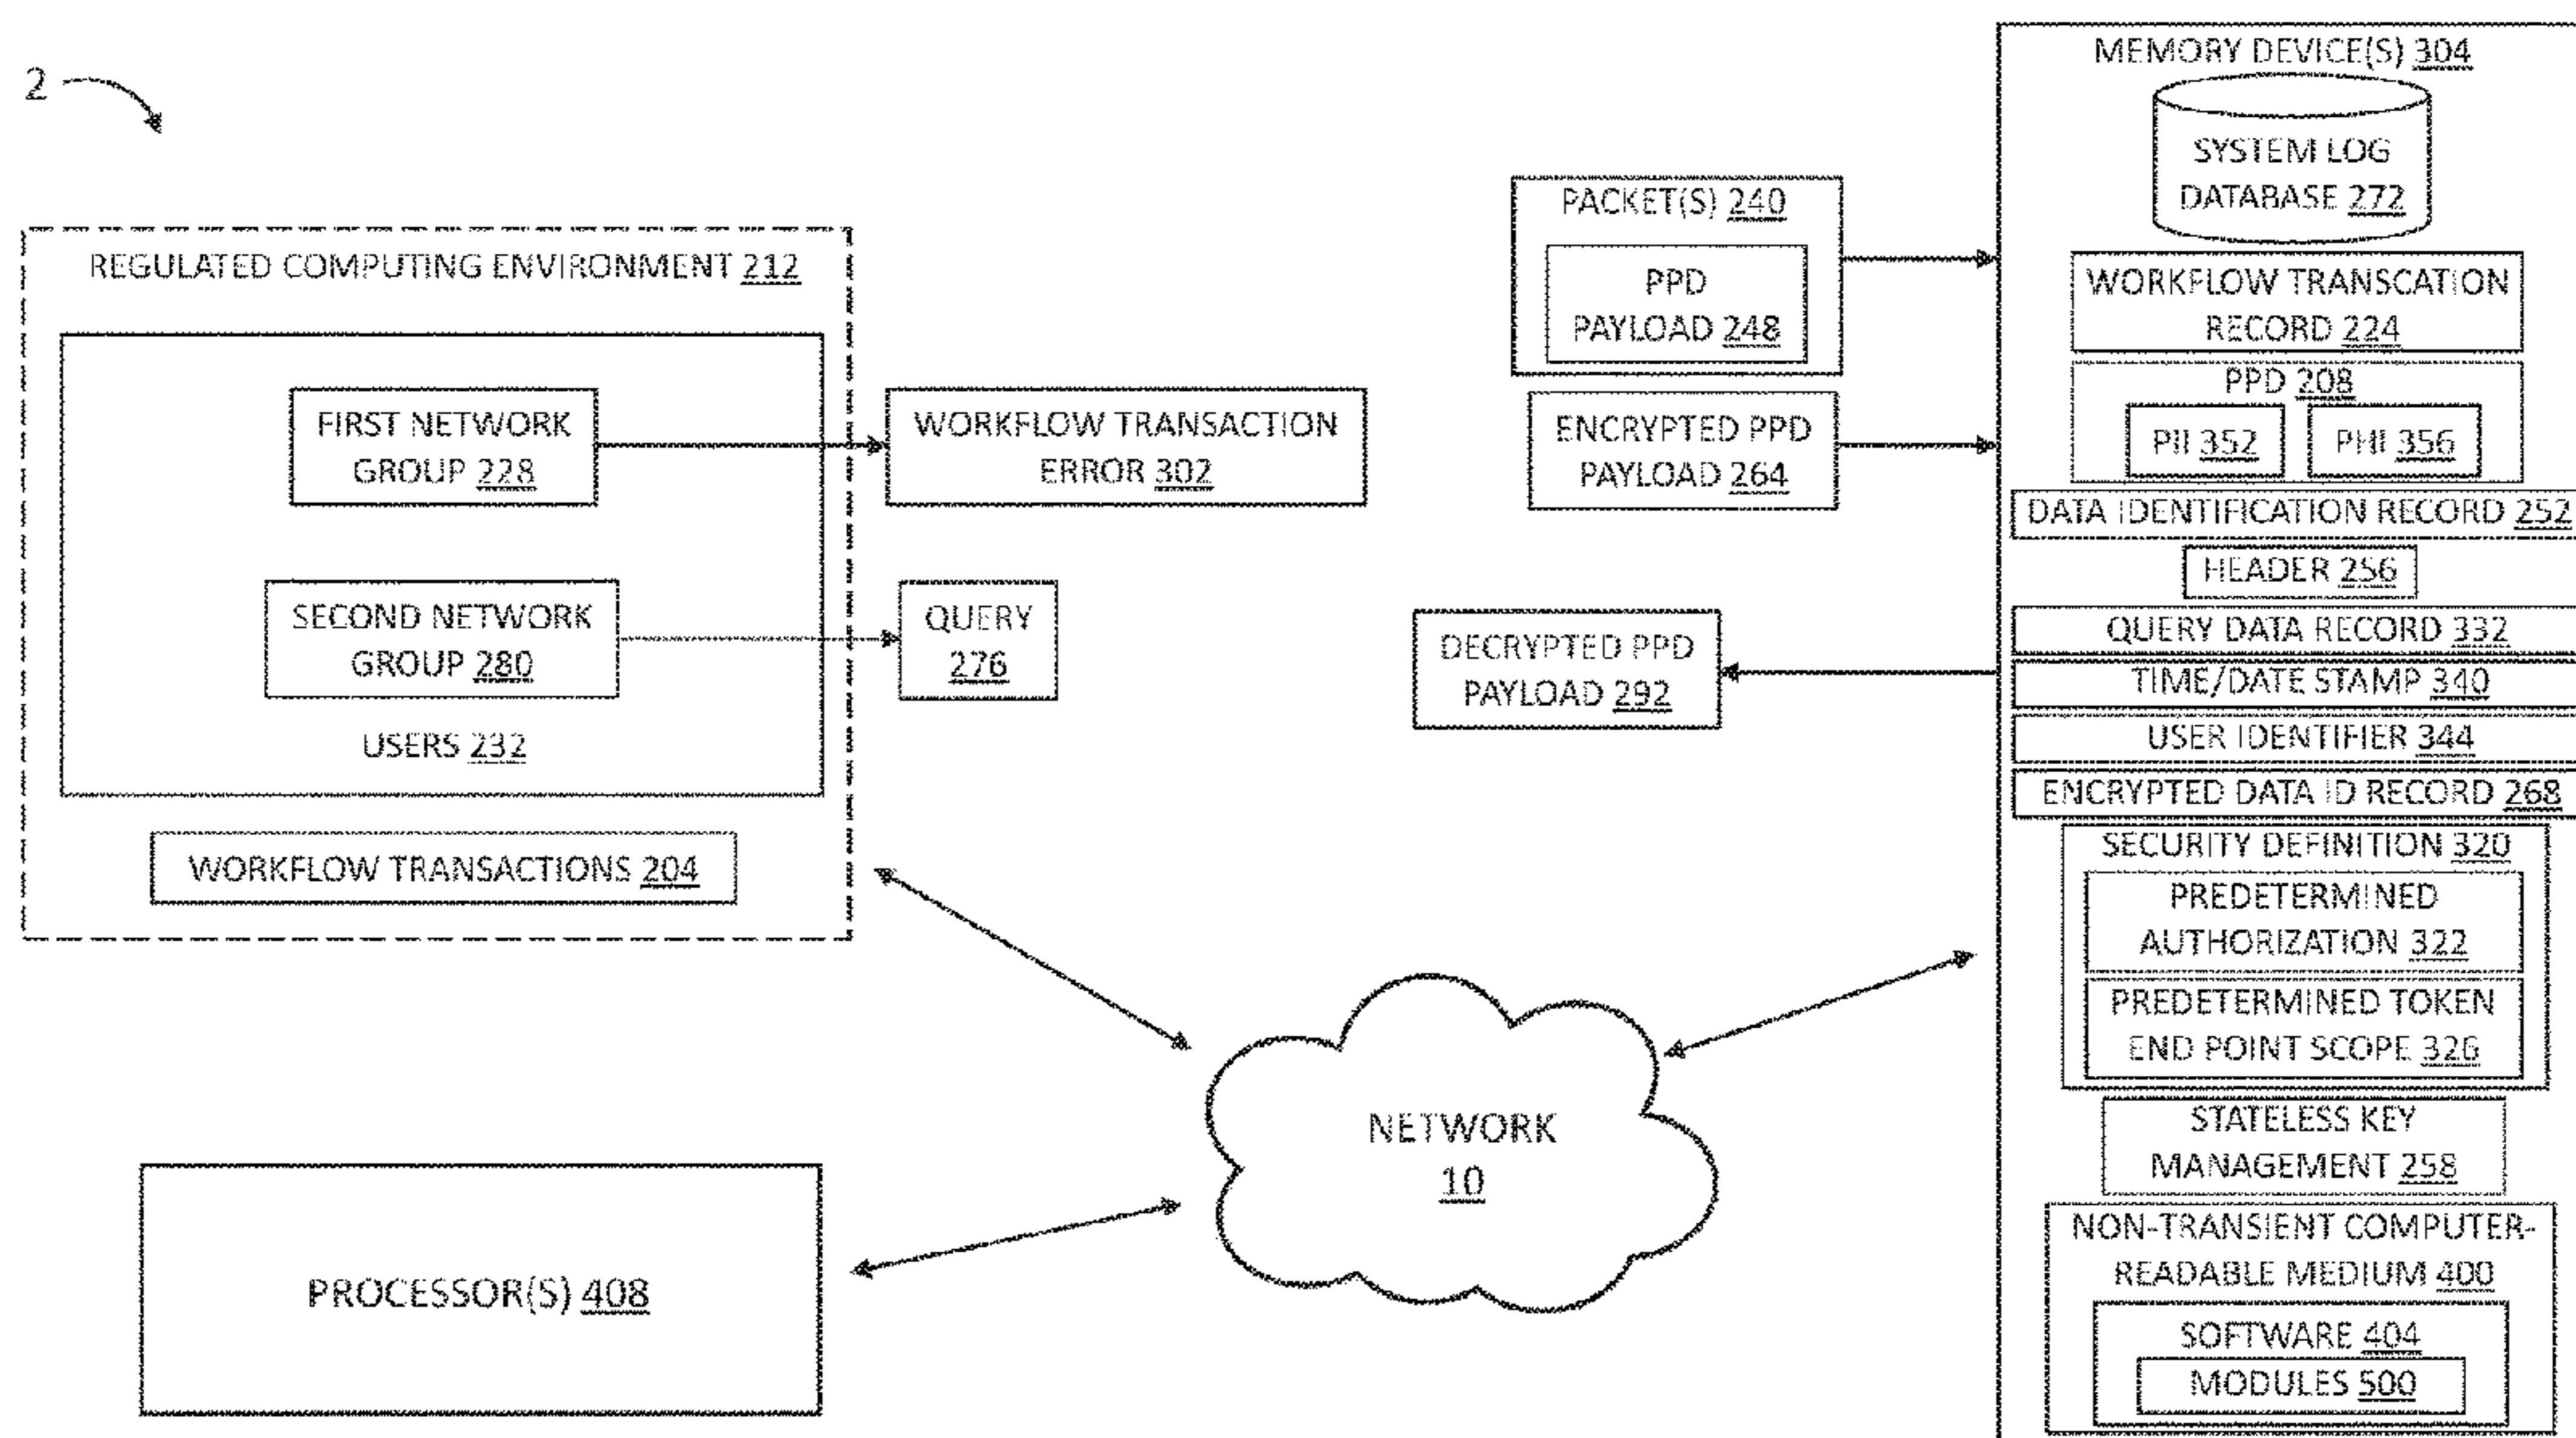 2
REGULATED COMPUTING ENVIRONMENT 212
FIRST NETWORK
GROUP 228
SECOND NETWORK
GROUP 280
USERS 232
WORKFLOW TRANSACTIONS 204
WORKFLOW TRANSACTION
ERROR 302
QUERY
276
PACKET(S) 240
PPD
PAYLOAD 248
ENCRYPTED PPD
PAYLOAD 264
DECRYPTED PPD
PAYLOAD 292
PROCESSOR(S) 408
NETWORK
10
MEMORY DEVICE(S) 304
SYSTEM LOG
DATABASE 272
WORKFLOW TRANSCATION
RECORD 224
PPD 208
PII 352
PHI 356
DATA IDENTIFICATION RECORD 252
HEADER 256
QUERY DATA RECORD 332
TIME/DATE STAMP 340
USER IDENTIFIER 344
ENCRYPTED DATA ID RECORD 268
SECURITY DEFINITION 320
PREDETERMINED
AUTHORIZATION 322
PREDETERMINED TOKEN
END POINT SCOPE 326
STATELESS KEY
MANAGEMENT 258
NON-TRANSIENT COMPUTER-
READABLE MEDIUM 400
SOFTWARE 404
MODULES 500